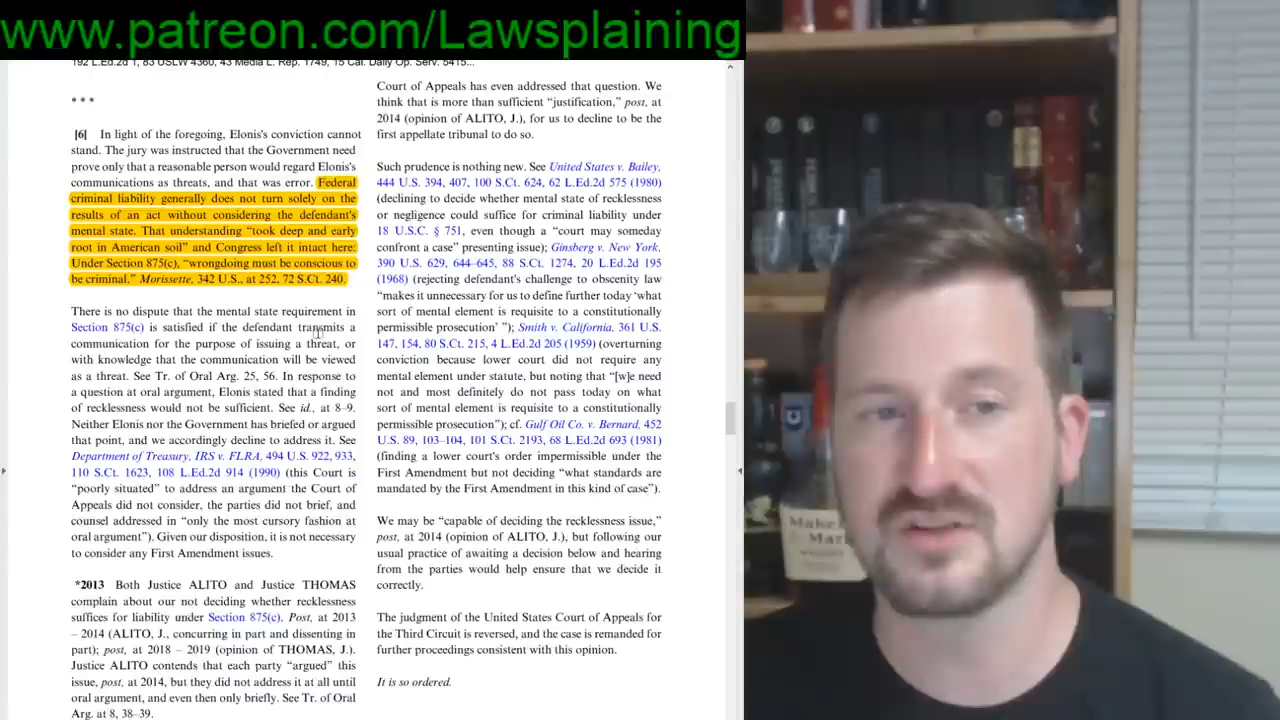 www.patreon.com/Lawsplaining
192 L.Ed.2d 1, 83 USLW 4360, 43 Media L. Rep. 1749, 15 Cal. Daily Op. Serv. 5415...
* * *
[6] In light of the foregoing, Elonis's conviction cannot
stand. The jury was instructed that the Government need
prove only that a reasonable person would regard Elonis's
communications as threats, and that was error. Federal
criminal liability generally does not turn solely on the
results of an act without considering the defendant's
mental state. That understanding “took deep and early
root in American soil” and Congress left it intact here:
Under Section 875(c), “wrongdoing must be conscious to
be criminal.” Morissette, 342 U.S., at 252, 72 S.Ct. 240.
There is no dispute that the mental state requirement in
Section 875(c) is satisfied if the defendant transmits a
communication for the purpose of issuing a threat, or
with knowledge that the communication will be viewed
as a threat. See Tr. of Oral Arg. 25, 56. In response to
a question at oral argument, Elonis stated that a finding
of recklessness would not be sufficient. See id., at 8–9.
Neither Elonis nor the Government has briefed or argued
that point, and we accordingly decline to address it. See
Department of Treasury, IRS v. FLRA, 494 U.S. 922, 933,
110 S.Ct. 1623, 108 L.Ed.2d 914 (1990) (this Court is
“poorly situated” to address an argument the Court of
Appeals did not consider, the parties did not brief, and
counsel addressed in “only the most cursory fashion at
oral argument”). Given our disposition, it is not necessary
to consider any First Amendment issues.
*2013 Both Justice ALITO and Justice THOMAS
complain about our not deciding whether recklessness
suffices for liability under Section 875(c). Post, at 2013
– 2014 (ALITO, J., concurring in part and dissenting in
part); post, at 2018 – 2019 (opinion of THOMAS, J.).
Justice ALITO contends that each party “argued” this
issue, post, at 2014, but they did not address it at all until
oral argument, and even then only briefly. See Tr. of Oral
Arg. at 8, 38–39.
Court of Appeals has even addressed that question. We
think that is more than sufficient “justification,” post, at
2014 (opinion of ALITO, J.), for us to decline to be the
first appellate tribunal to do so.
Such prudence is nothing new. See United States v. Bailey,
444 U.S. 394, 407, 100 S.Ct. 624, 62 L.Ed.2d 575 (1980)
(declining to decide whether mental state of recklessness
or negligence could suffice for criminal liability under
18 U.S.C. § 751, even though a “court may someday
confront a case” presenting issue); Ginsberg v. New York,
390 U.S. 629, 644–645, 88 S.Ct. 1274, 20 L.Ed.2d 195
(1968) (rejecting defendant's challenge to obscenity law
“makes it unnecessary for us to define further today ‘what
sort of mental element is requisite to a constitutionally
permissible prosecution’ ”); Smith v. California, 361 U.S.
147, 154, 80 S.Ct. 215, 4 L.Ed.2d 205 (1959) (overturning
conviction because lower court did not require any
mental element under statute, but noting that “[w]e need
not and most definitely do not pass today on what
sort of mental element is requisite to a constitutionally
permissible prosecution”); cf. Gulf Oil Co. v. Bernard, 452
U.S. 89, 103–104, 101 S.Ct. 2193, 68 L.Ed.2d 693 (1981)
(finding a lower court's order impermissible under the
First Amendment but not deciding “what standards are
mandated by the First Amendment in this kind of case”).
We may be “capable of deciding the recklessness issue,”
post, at 2014 (opinion of ALITO, J.), but following our
usual practice of awaiting a decision below and hearing
from the parties would help ensure that we decide it
correctly.
The judgment of the United States Court of Appeals for
the Third Circuit is reversed, and the case is remanded for
further proceedings consistent with this opinion.
It is so ordered.
Maker's
Mark